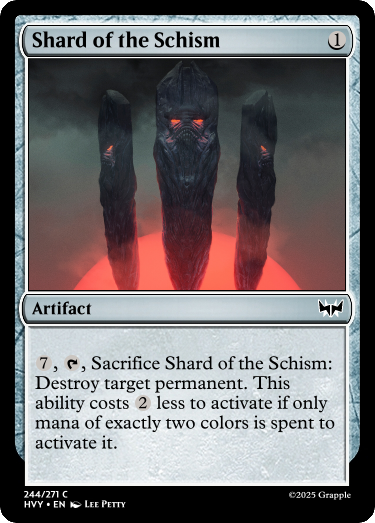 Shard of the Schism 1
Artifact
7, , Sacrifice Shard of the Schism:
Destroy target permanent. This
ability costs 2 less to activate if only
mana of exactly two colors is spent to
activate it.
244/271 C
HVY • EN Lee Petty
©2025 Grapple